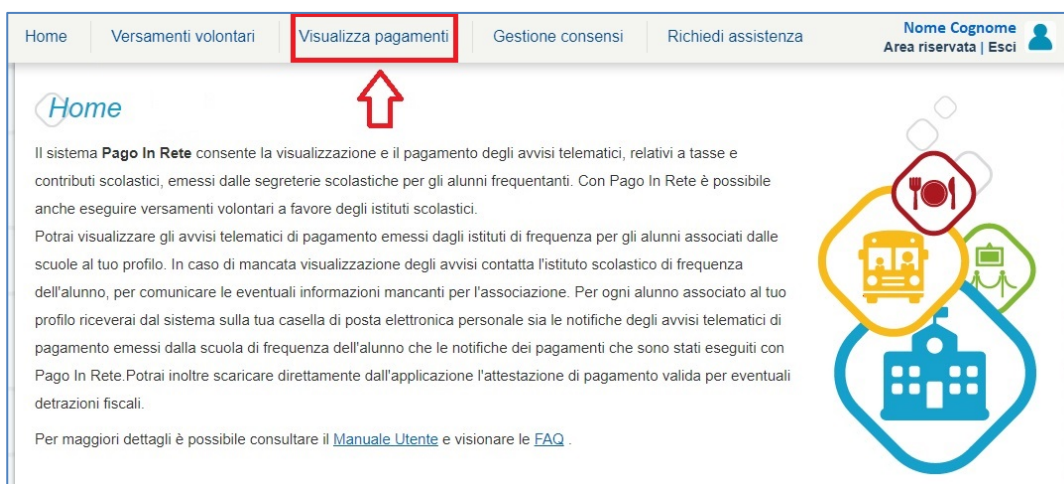 Home Versamenti volontari Visualizza pagamenti Gestione consensi Richiedi assistenza Nome Cognome
Area riservata | Esci
Home
Il sistema Pago In Rete consente la visualizzazione e il pagamento degli avvisi telematici, relativi a tasse e
contributi scolastici, emessi dalle segreterie scolastiche per gli alunni frequentanti. Con Pago In Rete è possibile
anche eseguire versamenti volontari a favore degli istituti scolastici.
Potrai visualizzare gli avvisi telematici di pagamento emessi dagli istituti di frequenza per gli alunni associati dalle
scuole al tuo profilo. In caso di mancata visualizzazione degli avvisi contatta l'istituto scolastico di frequenza
dell'alunno, per comunicare le eventuali informazioni mancanti per l'associazione. Per ogni alunno associato al tuo
profilo riceverai dal sistema sulla tua casella di posta elettronica personale sia le notifiche degli avvisi telematici di
pagamento emessi dalla scuola di frequenza dell'alunno che le notifiche dei pagamenti che sono stati eseguiti con
Pago In Rete.Potrai inoltre scaricare direttamente dall'applicazione l'attestazione di pagamento valida per eventuali
detrazioni fiscali.
Per maggiori dettagli è possibile consultare il Manuale Utente e visionare le FAQ .